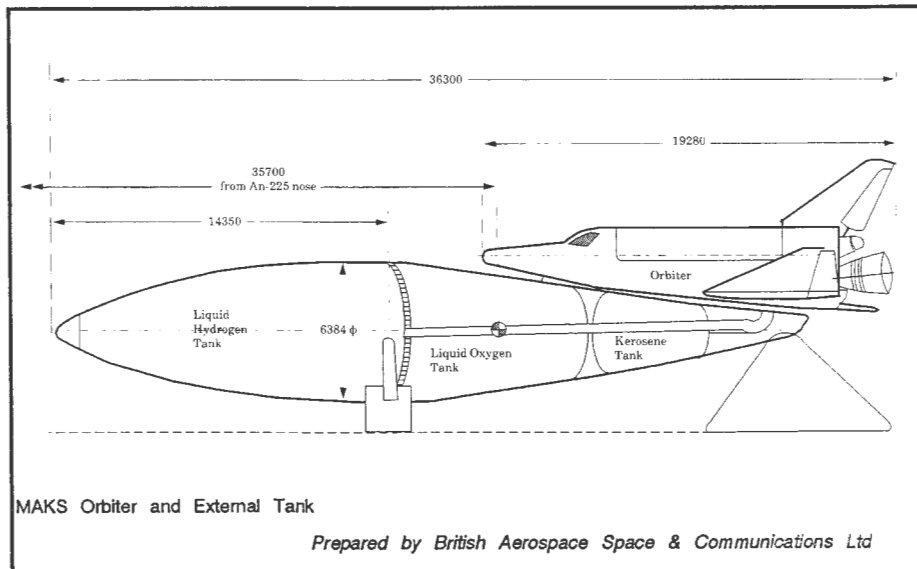 36300
19280
35700
from An-225 nose
14350
Orbiter
Liquid
Hydrogen
Tank
6384 ϕ
Liquid Oxygen
Tank
Kerosene
Tank
MAKS Orbiter and External Tank
Prepared by British Aerospace Space & Communications Ltd